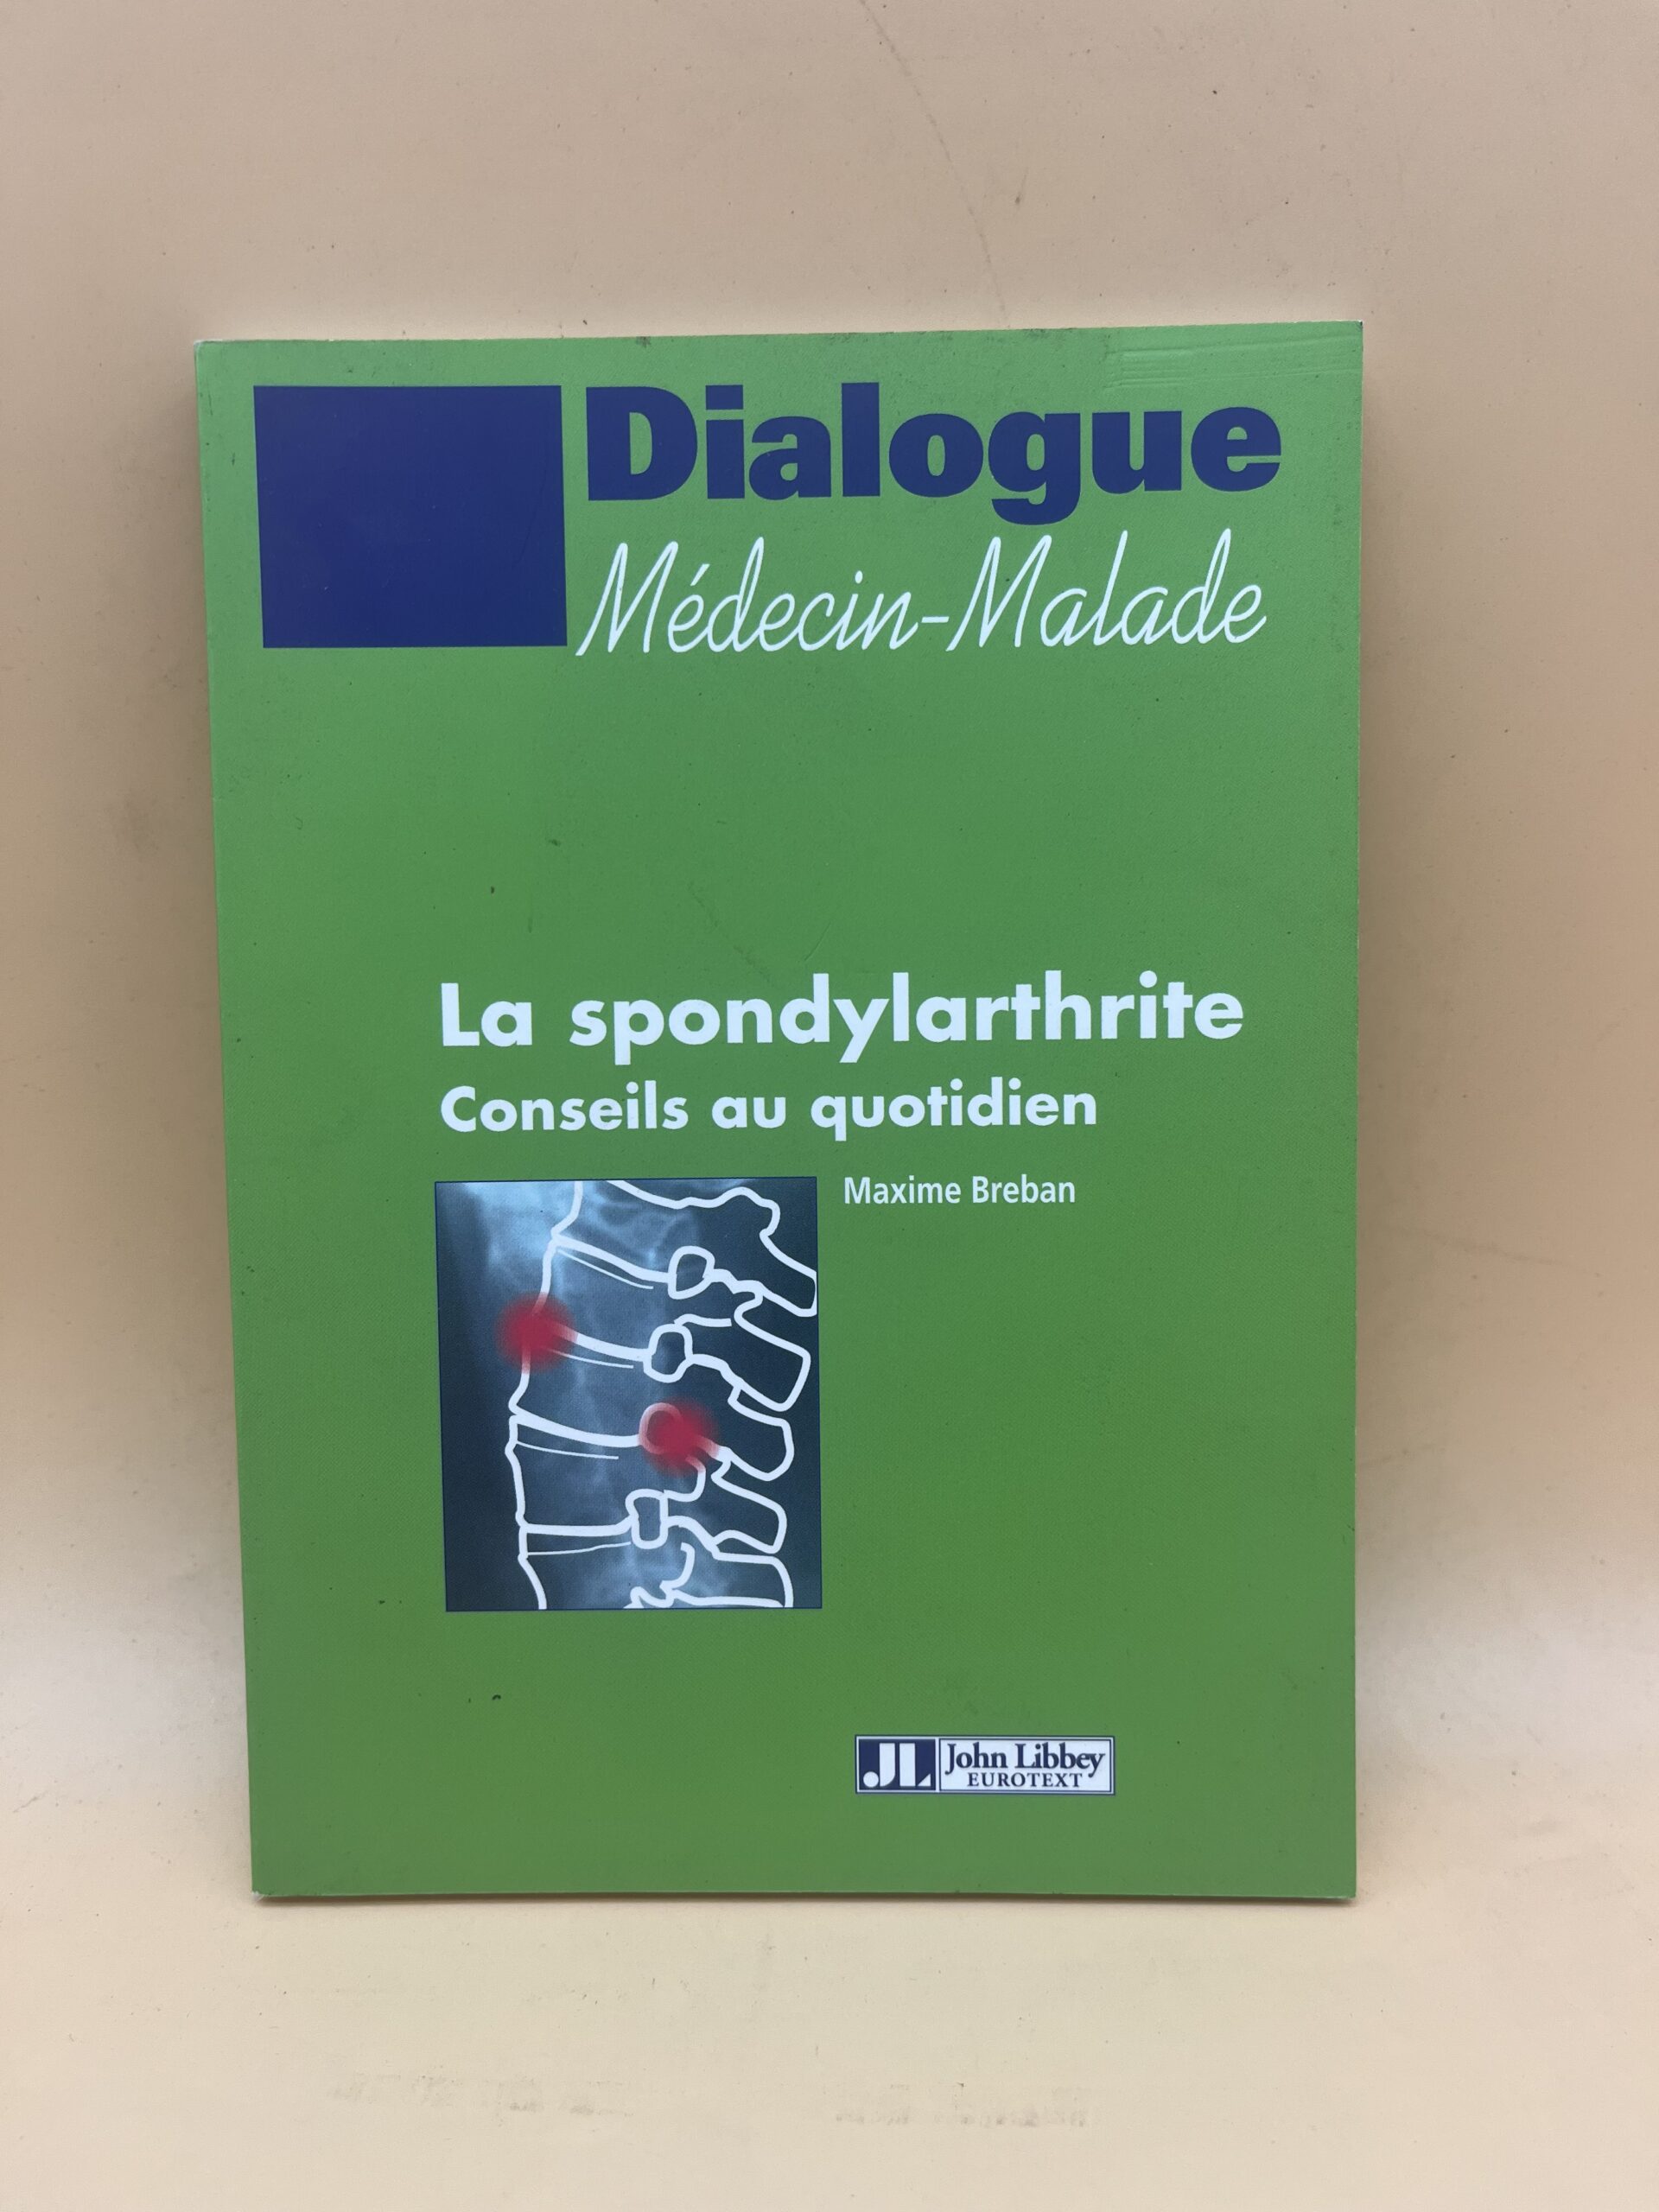 Dialogue
Médecin-Malade
La spondylarthrite
Conseils au quotidien
Maxime Breban
JL John Libbey
EUROTEXT